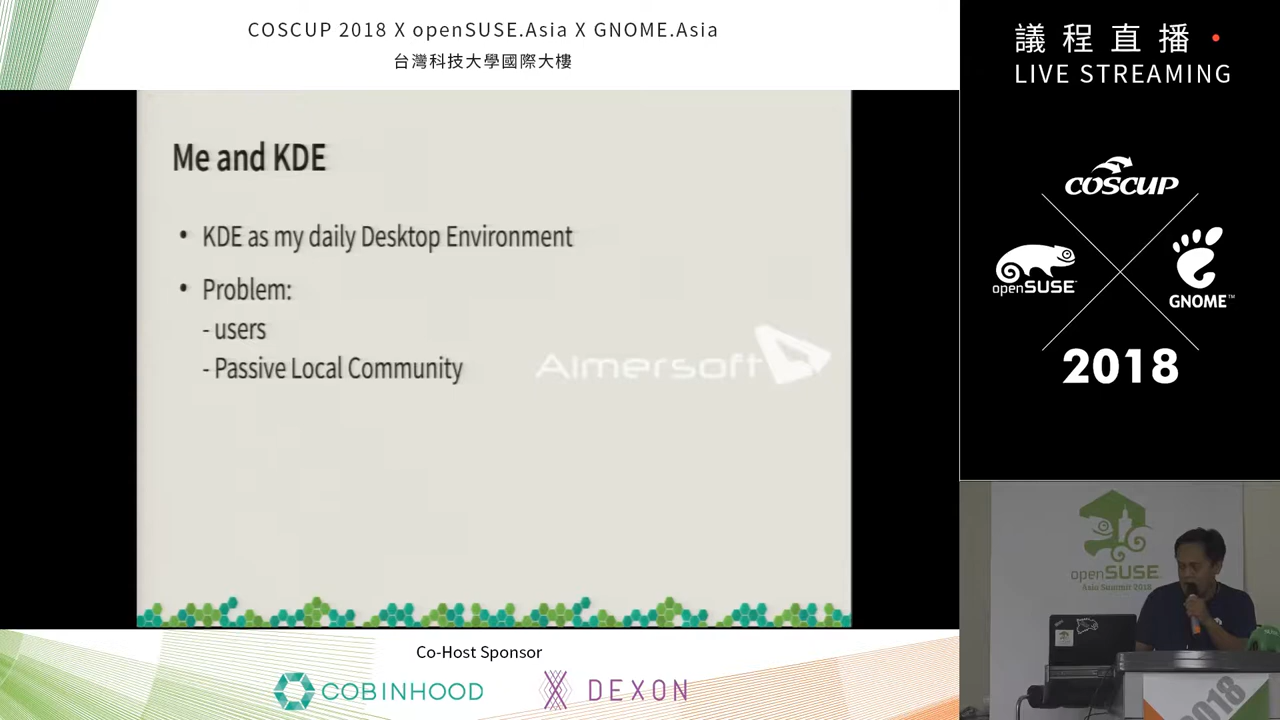 COSCUP 2018 X openSUSE.Asia X GNOME.Asia
台灣科技大學國際大樓
Me and KDE
• KDE as my daily Desktop Environment
• Problem:
- users
- Passive Local Community
Aimersoft
Co-Host Sponsor
COBINHOOD
DEXON
議程直播
LIVE STREAMING
COSCUP
openSUSE
GNOME™
2018
openSUSE
Asia Summit 2018
2018